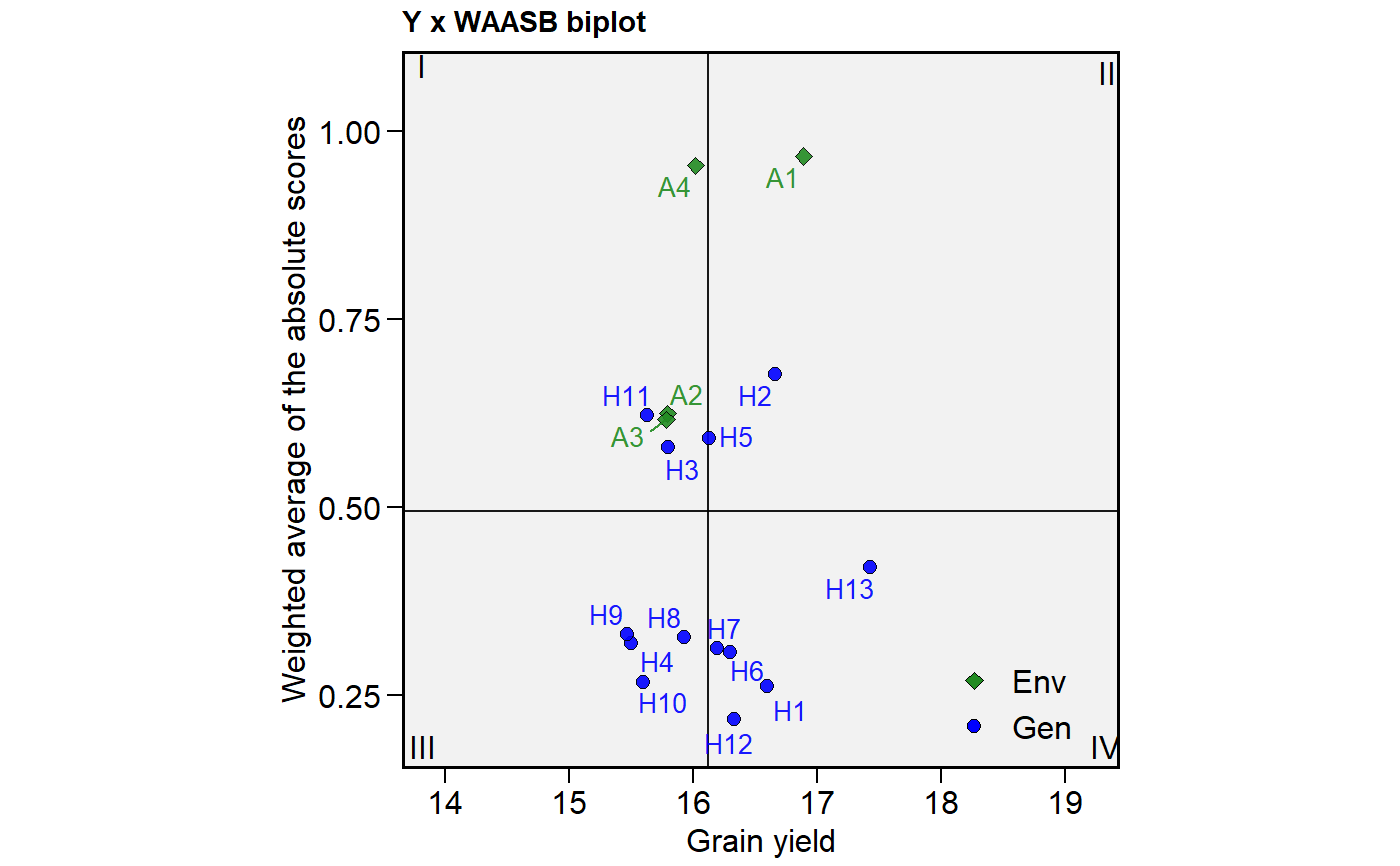 Y x WAASB biplot
I
II
1.00
A4
A1
0.75
H11
A2
H2
A3
H5
H3
0.50
H13
H9
H8
H7
H4
H6
0.25
H10
H1
H12
Env
Gen
III
IV
14 15 16 17 18 19
Grain yield
Weighted average of the absolute scores